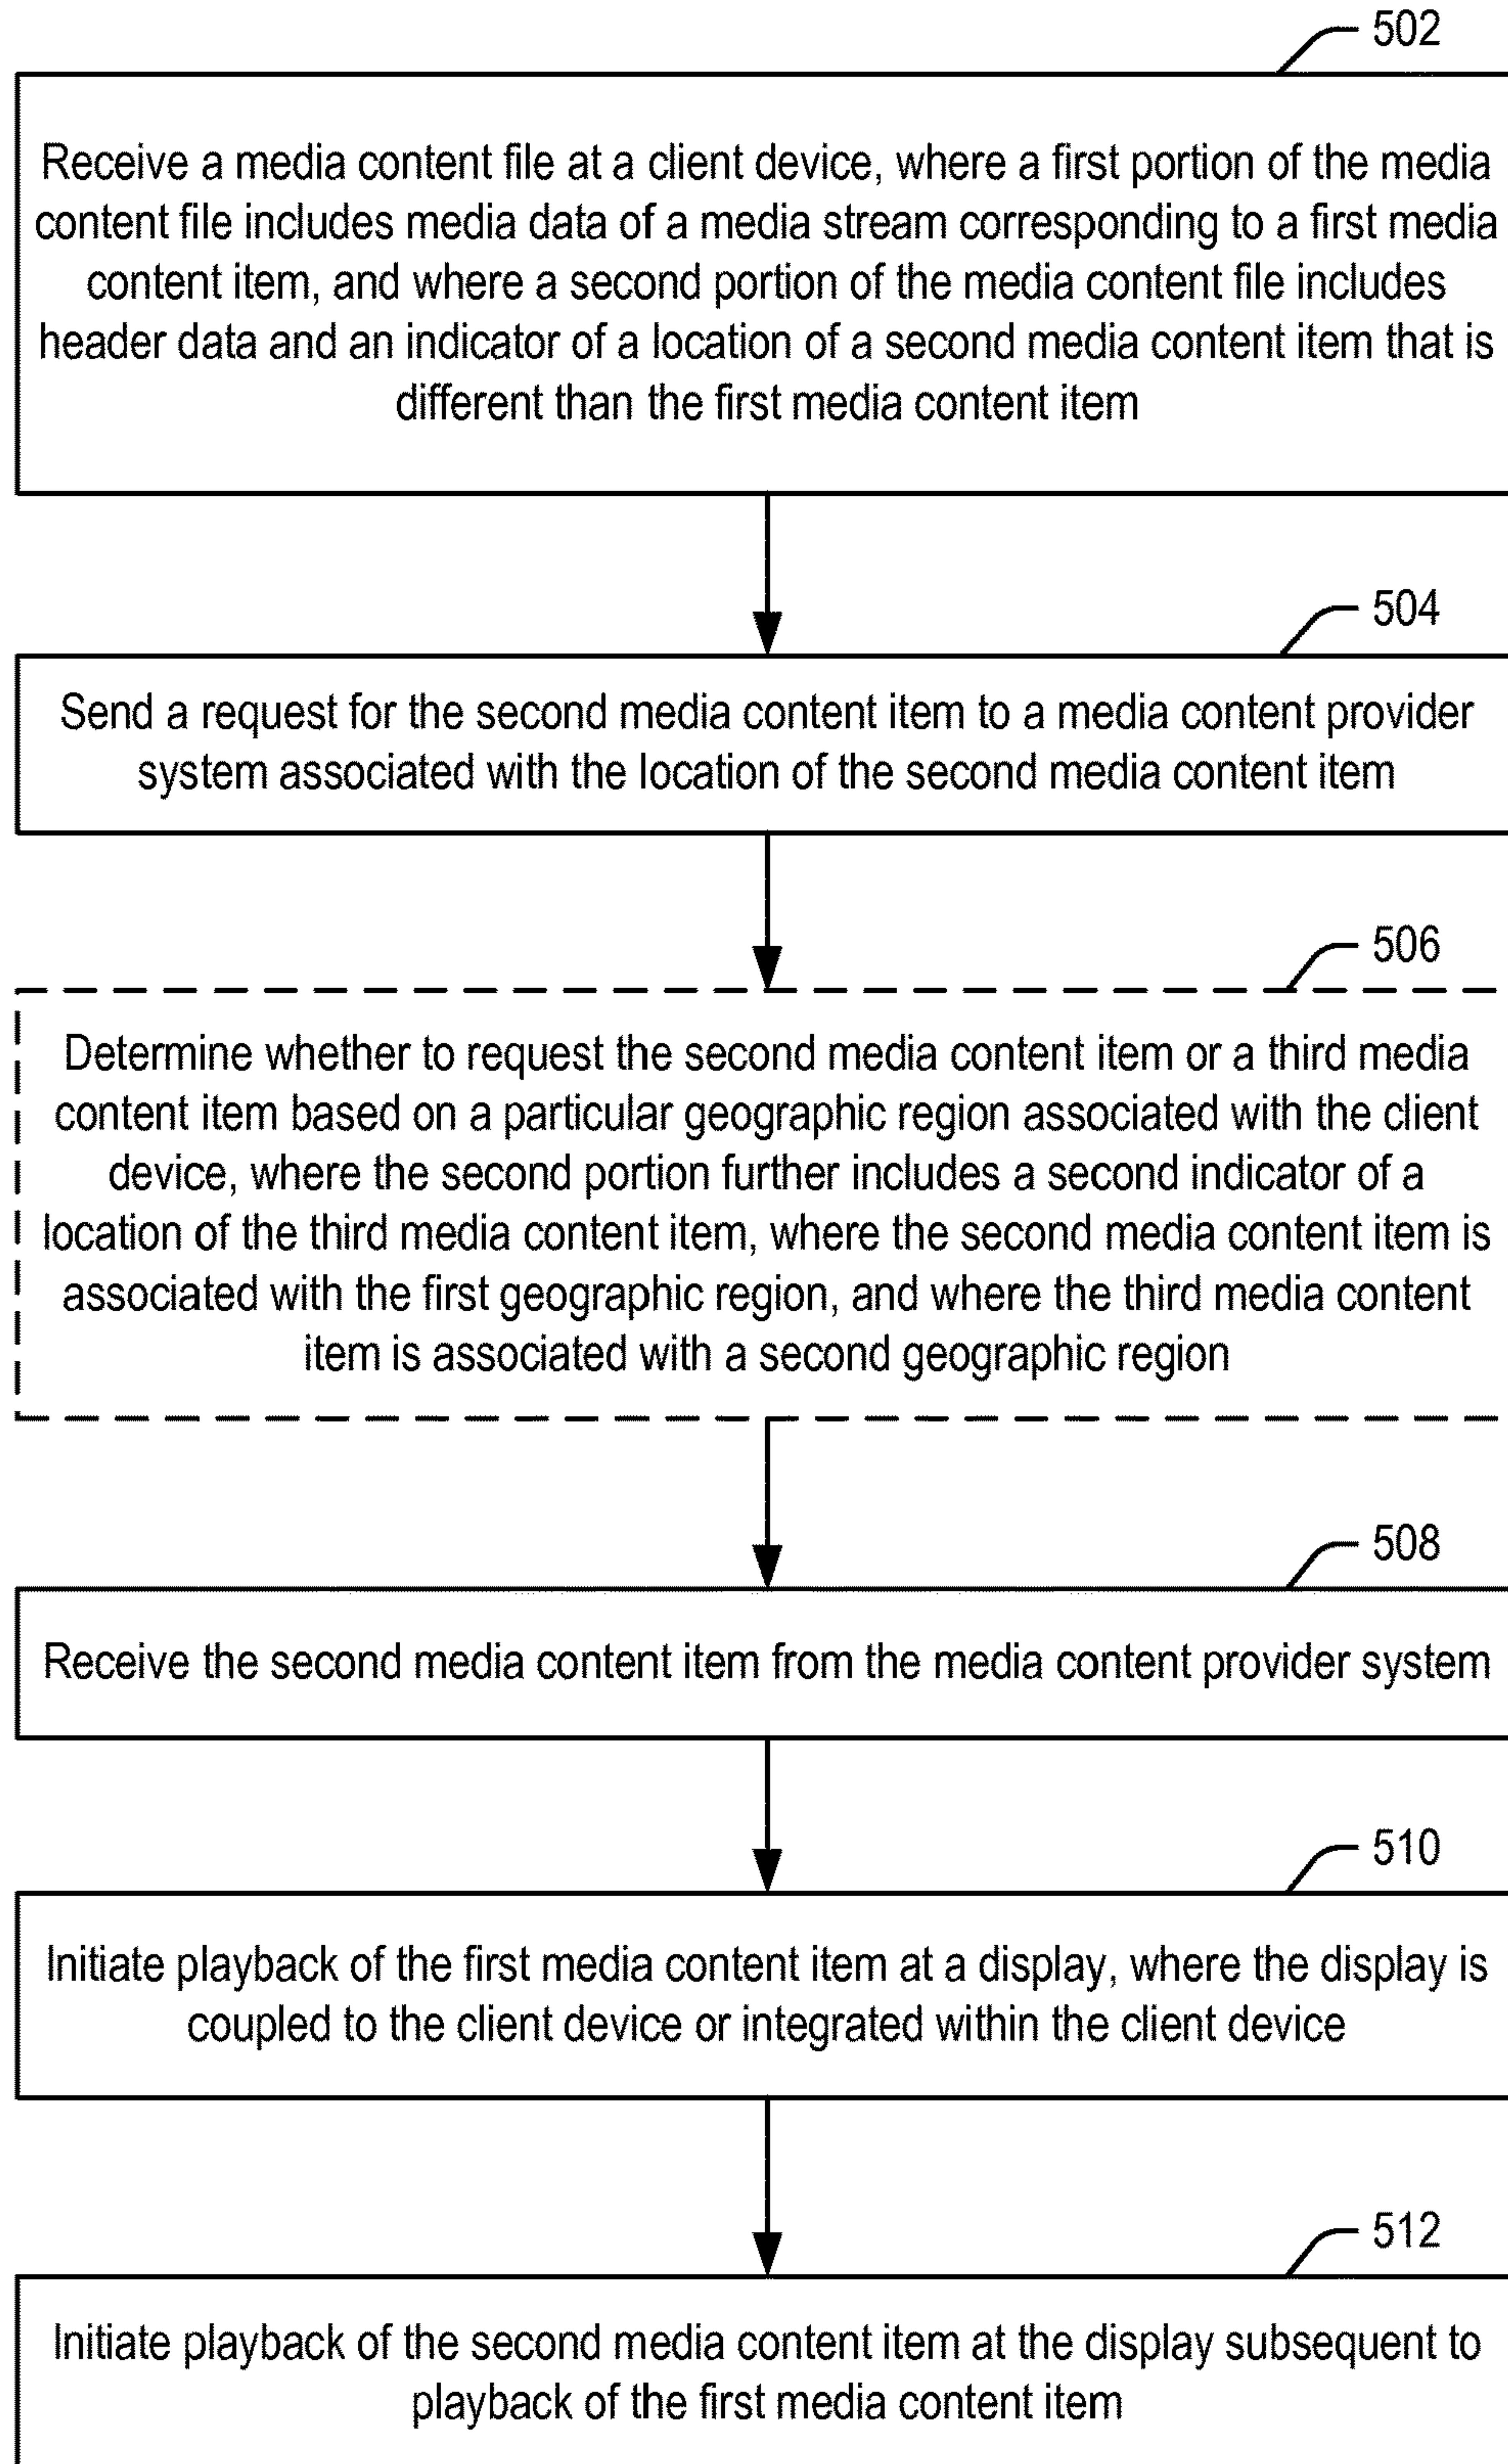 502
Receive a media content file at a client device, where a first portion of the media
content file includes media data of a media stream corresponding to a first media
content item, and where a second portion of the media content file includes
header data and an indicator of a location of a second media content item that is
different than the first media content item
504
Send a request for the second media content item to a media content provider
system associated with the location of the second media content item
506
Determine whether to request the second media content item or a third media
content item based on a particular geographic region associated with the client
device, where the second portion further includes a second indicator of a
location of the third media content item, where the second media content item is
associated with the first geographic region, and where the third media content
item is associated with a second geographic region
508
Receive the second media content item from the media content provider system
510
Initiate playback of the first media content item at a display, where the display is
coupled to the client device or integrated within the client device
512
Initiate playback of the second media content item at the display subsequent to
playback of the first media content item